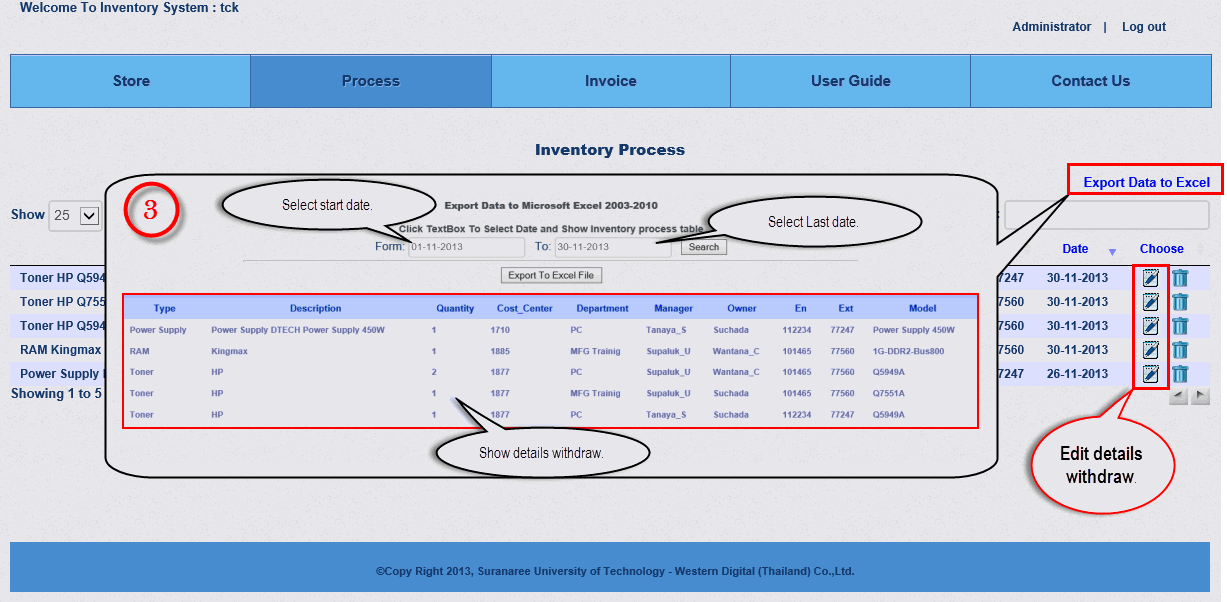 Welcome To Inventory System : tck
Administrator | Log out
Store Process Invoice User Guide Contact Us
Inventory Process
Export Data to Excel
3
Select start date.
Export Data to Microsoft Excel 2003-2010
Select Last date.
Show 25
Click TextBox To Select Date and Show Inventory process table
Form: 01-11-2013 To: 30-11-2013 Search
Date Choose
Export To Excel File
Toner HP Q594 7247 30-11-2013
Toner HP Q755 7560 30-11-2013
Toner HP Q594 7560 30-11-2013
RAM Kingmax 7560 30-11-2013
Power Supply 7247 26-11-2013
Showing 1 to 5
Type Description Quantity Cost_Center Department Manager Owner En Ext Model
Power Supply Power Supply DTECH Power Supply 450W 1 1710 PC Tanaya_S Suchada 112234 77247 Power Supply 450W
RAM Kingmax 1 1885 MFG Trainig Supaluk_U Wantana_C 101465 77560 1G-DDR2-Bus800
Toner HP 2 1877 PC Supaluk_U Wantana_C 101465 77560 Q5949A
Toner HP 1 1877 MFG Trainig Supaluk_U Suchada 101465 77560 Q7551A
Toner HP 1 1877 PC Tanaya_S Suchada 112234 77247 Q5949A
Show details withdraw.
Edit details
withdraw.
©Copy Right 2013, Suranaree University of Technology - Western Digital (Thailand) Co.,Ltd.